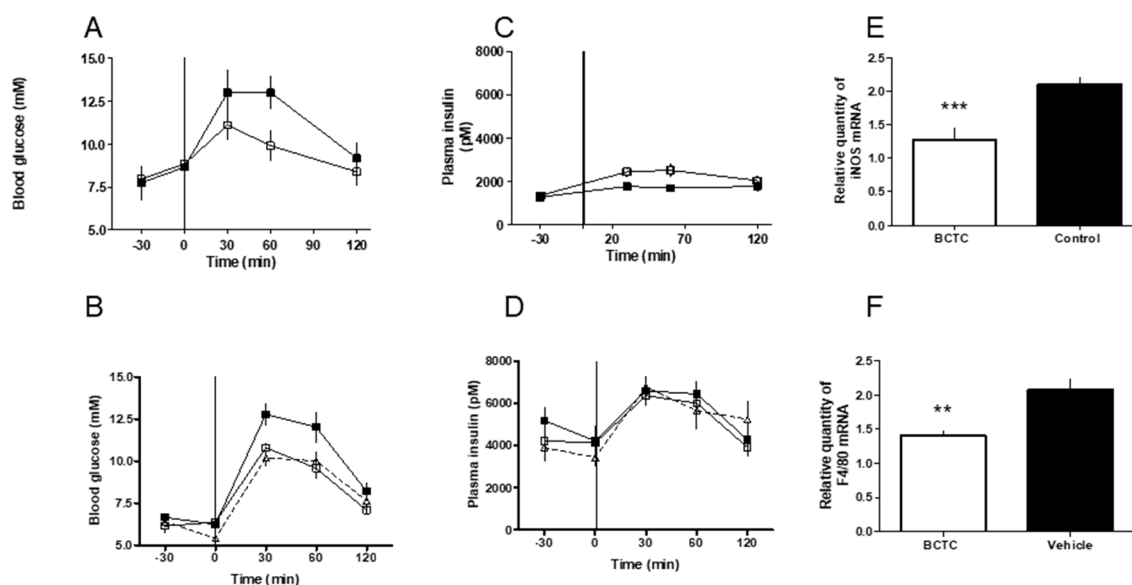 A
Blood glucose (mM)
15.0
12.5
10.0
7.5
5.0
-30 0 30 60 90 120
Time (min)
C
Plasma insulin
(pM)
8000
6000
4000
2000
0
-30 20 70 120
Time (min)
E
Relative quantity of
iNOS mRNA
2.5
2.0
1.5
1.0
0.5
0.0
***
BCTC Control
B
Blood glucose (mM)
15.0
12.5
10.0
7.5
5.0
-30 0 30 60 120
Time (min)
D
Plasma insulin (pM)
8000
6000
4000
2000
0
-30 0 30 60 120
Time (min)
F
Relative quantity of
F4/80 mRNA
2.5
2.0
1.5
1.0
0.5
0.0
**
BCTC Vehicle